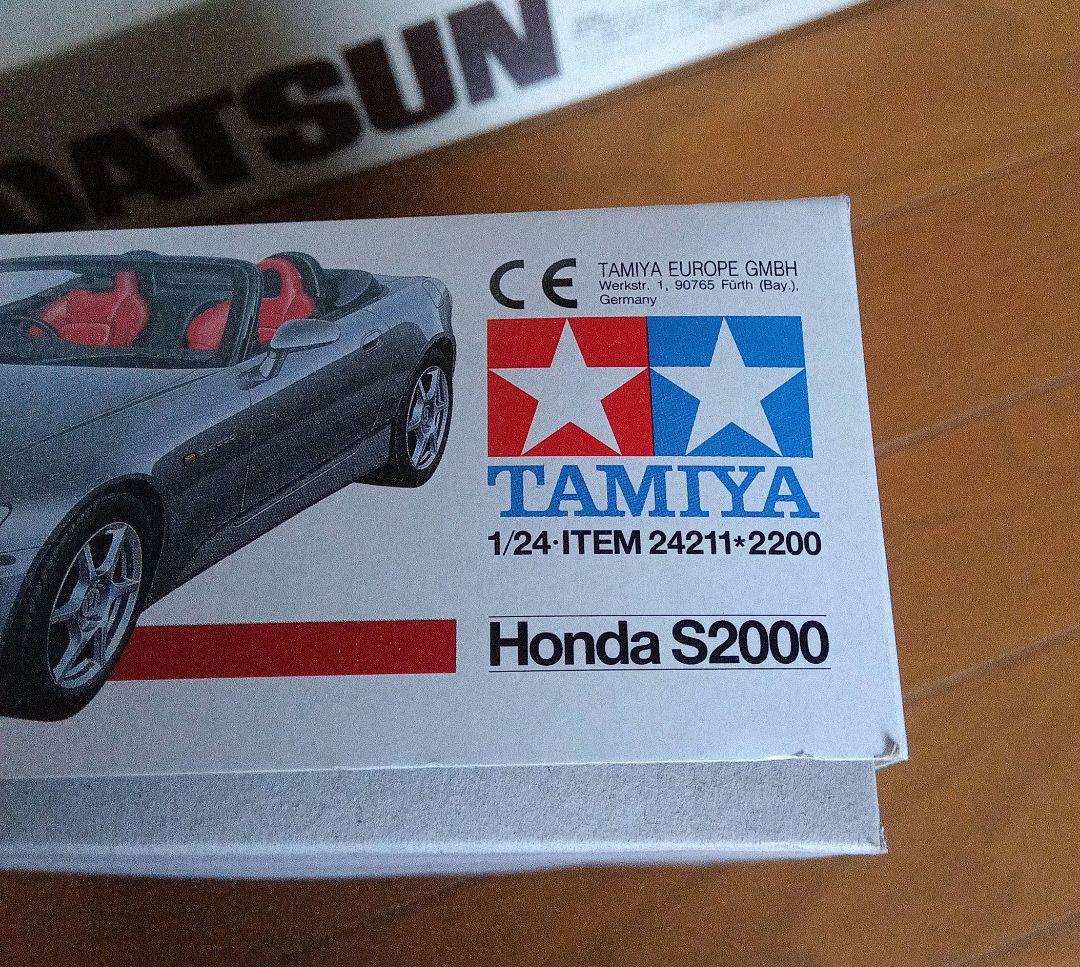 DATSUN
CE
TAMIYA EUROPE GMBH
Werkstr. 1, 90765 Fürth (Bay.),
Germany
TAMIYA
1/24·ITEM 24211*2200
Honda S2000